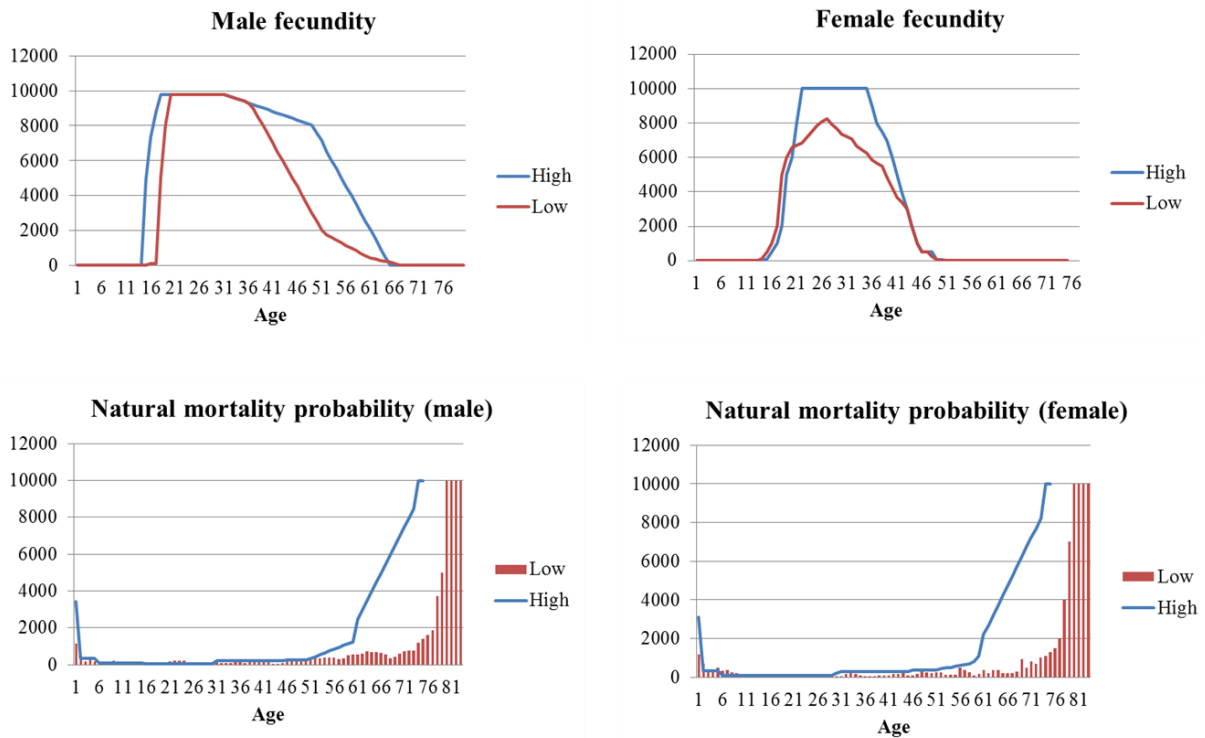 Male fecundity
12000
10000
8000
6000
4000
2000
0
1 6 11 16 21 26 31 36 41 46 51 56 61 66 71 76
Age
High
Low
Female fecundity
12000
10000
8000
6000
4000
2000
0
1 6 11 16 21 26 31 36 41 46 51 56 61 66 71 76
Age
High
Low
Natural mortality probability (male)
12000
10000
8000
6000
4000
2000
0
1 6 11 16 21 26 31 36 41 46 51 56 61 66 71 76 81
Age
Low
High
Natural mortality probability (female)
12000
10000
8000
6000
4000
2000
0
1 6 11 16 21 26 31 36 41 46 51 56 61 66 71 76 81
Age
Low
High